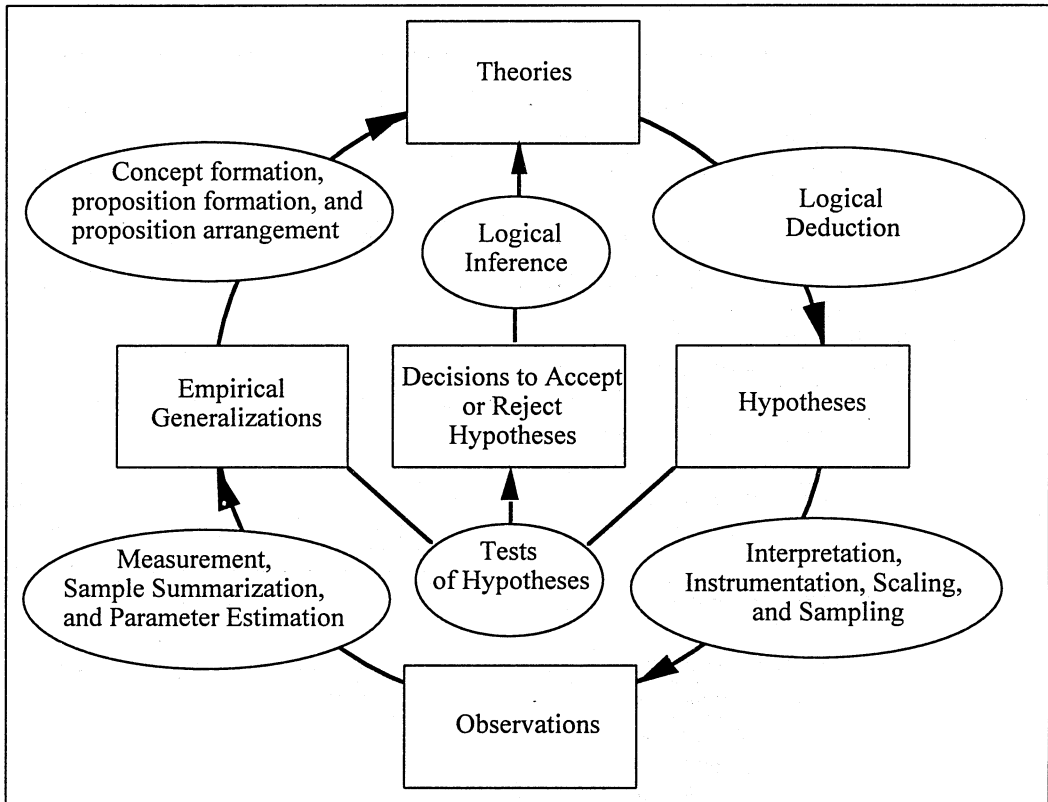 Theories
Concept formation,
proposition formation, and
proposition arrangement
Logical
Inference
Logical
Deduction
Empirical
Generalizations
Decisions to Accept
or Reject
Hypotheses
Hypotheses
Measurement,
Sample Summarization,
and Parameter Estimation
Tests
of Hypotheses
Interpretation,
Instrumentation, Scaling,
and Sampling
Observations